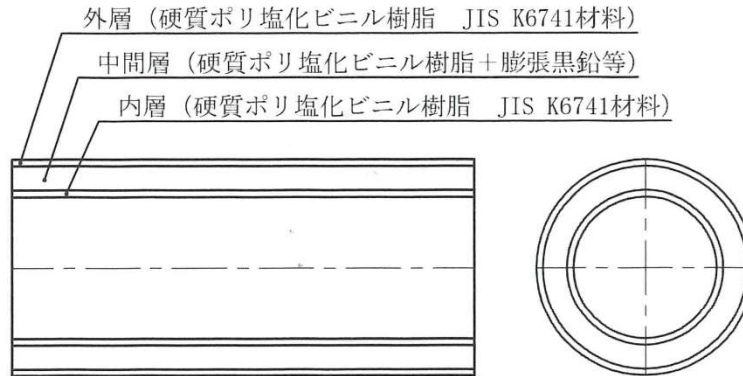 外層（硬質ポリ塩化ビニル樹脂　JIS K6741材料）
中間層（硬質ポリ塩化ビニル樹脂＋膨張黒鉛等）
内層（硬質ポリ塩化ビニル樹脂　JIS K6741材料）